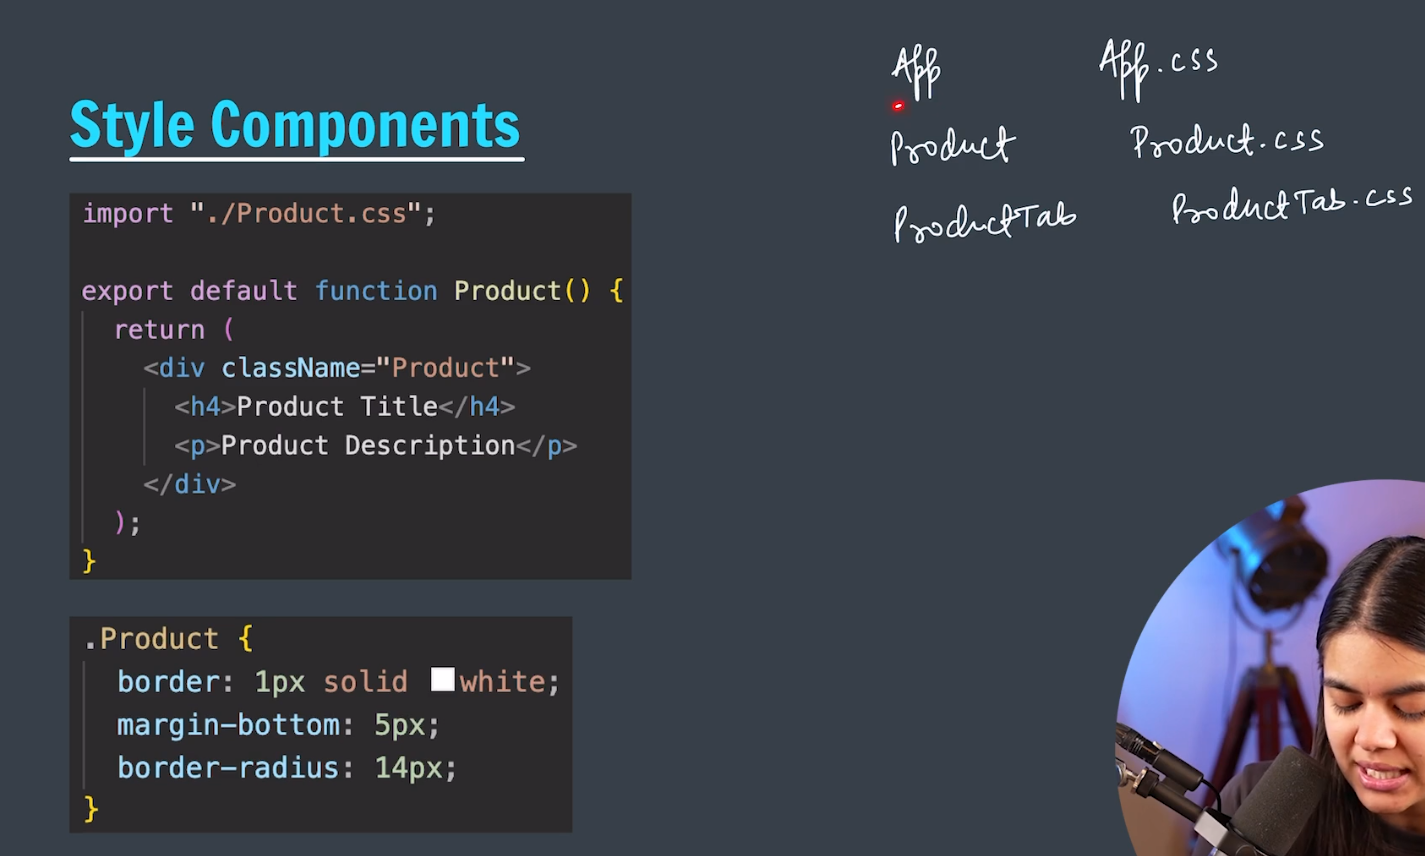 Style Components
import "./Product.css";
export default function Product() {
return (
<div className="Product">
<h4>Product Title</h4>
<p>Product Description</p>
</div>
);
}
.Product {
border: 1px solid white;
margin-bottom: 5px;
border-radius: 14px;
}
App App.css
Product Product.css
ProductTab ProductTab.css